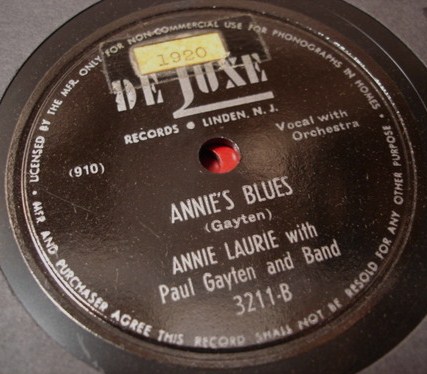 1920
DE LUXE
RECORDS • LINDEN, N. J.
Vocal with
Orchestra
(910)
ANNIE'S BLUES
(Gayten)
ANNIE LAURIE with
Paul Gayten and Band
3211-B
• LICENSED BY THE MFR. ONLY FOR NON-COMMERCIAL USE FOR PHONOGRAPHS IN HOMES •
MFR. AND PURCHASER AGREE THIS RECORD SHALL NOT BE RESOLD FOR ANY OTHER PURPOSE